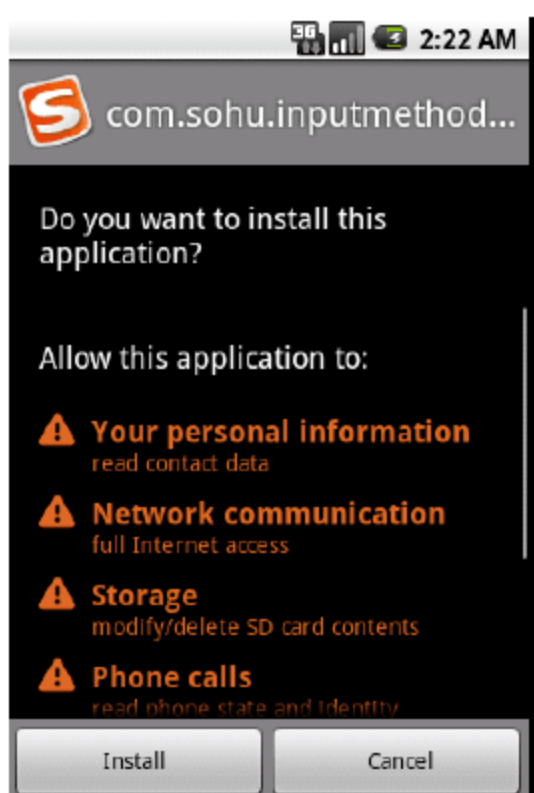 3G 2:22 AM
S com.sohu.inputmethod...
Do you want to install this
application?
Allow this application to:
Your personal information
read contact data
Network communication
full Internet access
Storage
modify/delete SD card contents
Phone calls
read phone state and identity
Install Cancel